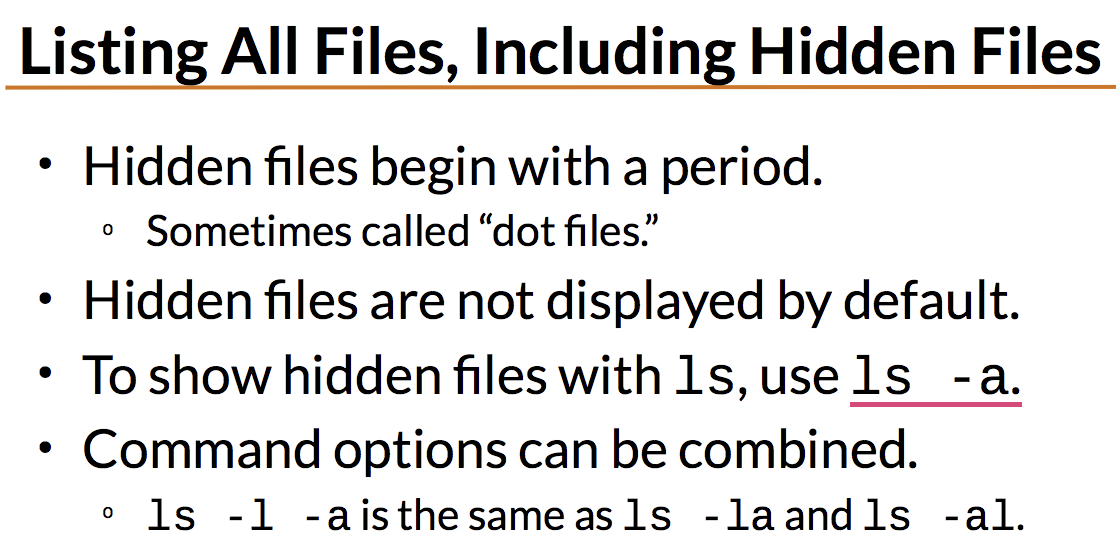 Listing All Files, Including Hidden Files
• Hidden files begin with a period.
o Sometimes called “dot files.”
• Hidden files are not displayed by default.
• To show hidden files with ls, use ls -a.
• Command options can be combined.
o ls -l -a is the same as ls -la and ls -al.